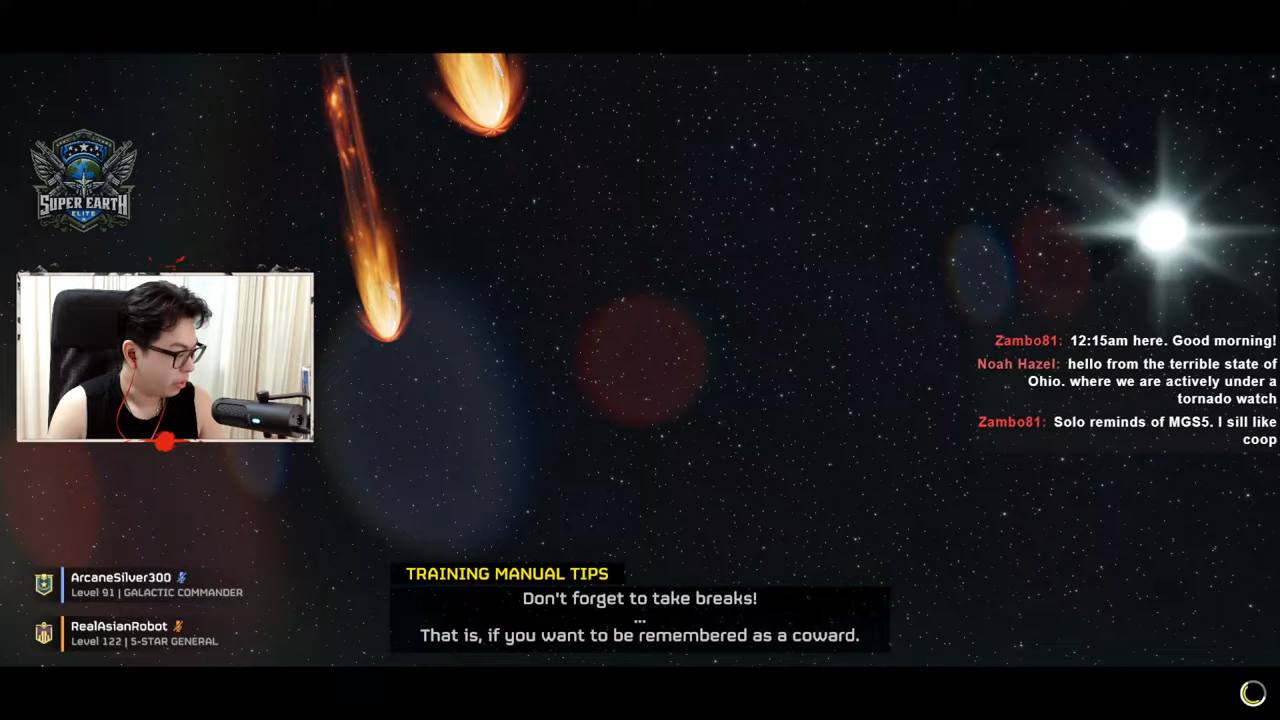 SUPER EARTH
ELITE
Zambo81: 12:15am here. Good morning!
Noah Hazel: hello from the terrible state of
Ohio. where we are actively under a
tornado watch
Zambo81: Solo reminds of MGS5. I sill like
coop
ArcaneSilver300
Level 91 | GALACTIC COMMANDER
RealAsianRobot
Level 122 | 5-STAR GENERAL
TRAINING MANUAL TIPS
Don't forget to take breaks!
...
That is, if you want to be remembered as a coward.